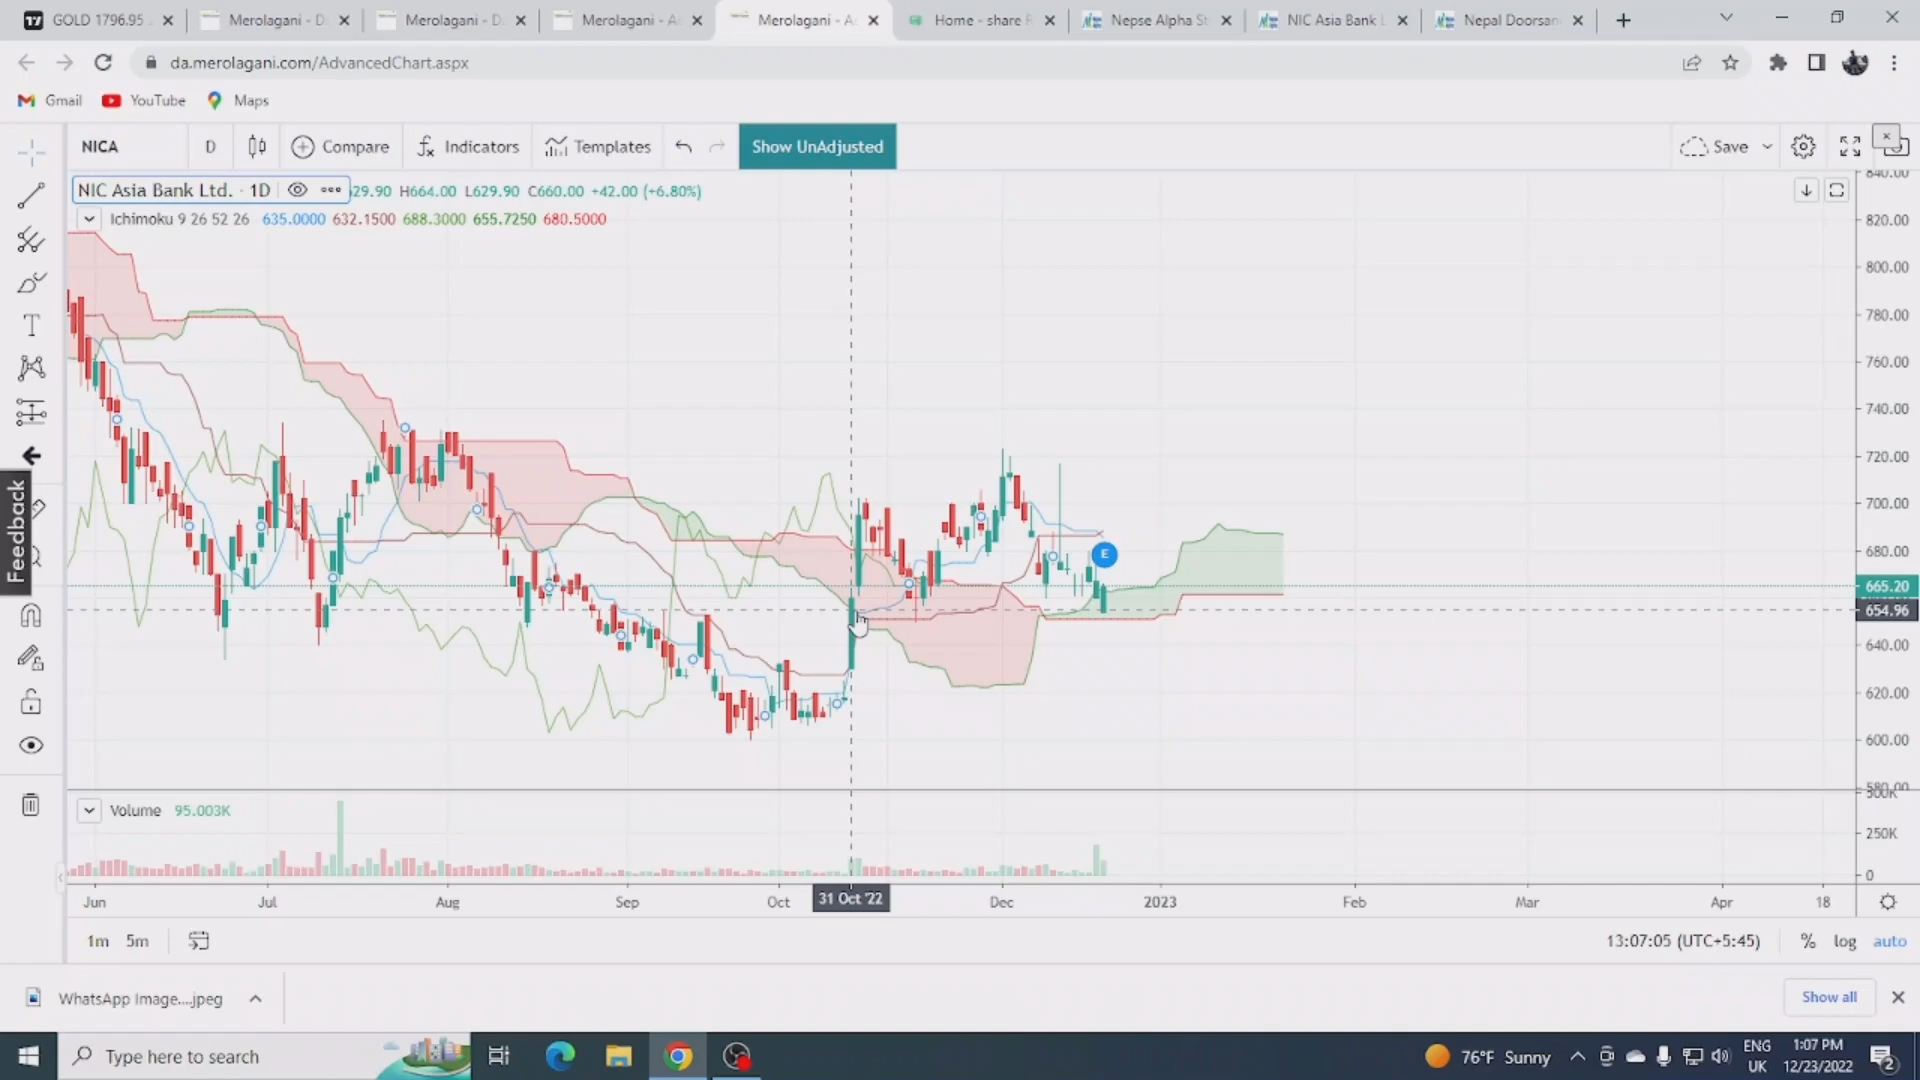 GOLD 1796.95
Merolagani - D
Merolagani - D
Merolagani - A
Merolagani - A
Home - share
Nepse Alpha St
NIC Asia Bank L
Nepal Doorsan
da.merolagani.com/AdvancedChart.aspx
Gmail
YouTube
Maps
NICA
D
Compare
Indicators
Templates
Show UnAdjusted
Save
NIC Asia Bank Ltd. · 1D
29.90 H664.00 L629.90 C660.00 +42.00 (+6.80%)
Ichimoku 9 26 52 26 635.0000 632.1500 688.3000 655.7250 680.5000
840.00
820.00
800.00
780.00
760.00
740.00
720.00
700.00
680.00
665.20
654.96
640.00
620.00
600.00
580.00
E
Feedback
Volume 95.003K
500K
250K
0
Jun
Jul
Aug
Sep
Oct
31 Oct '22
Dec
2023
Feb
Mar
Apr
18
1m
5m
13:07:05 (UTC+5:45)
%
log
auto
WhatsApp Image....jpeg
Show all
Type here to search
76°F Sunny
ENG
UK
1:07 PM
12/23/2022
2